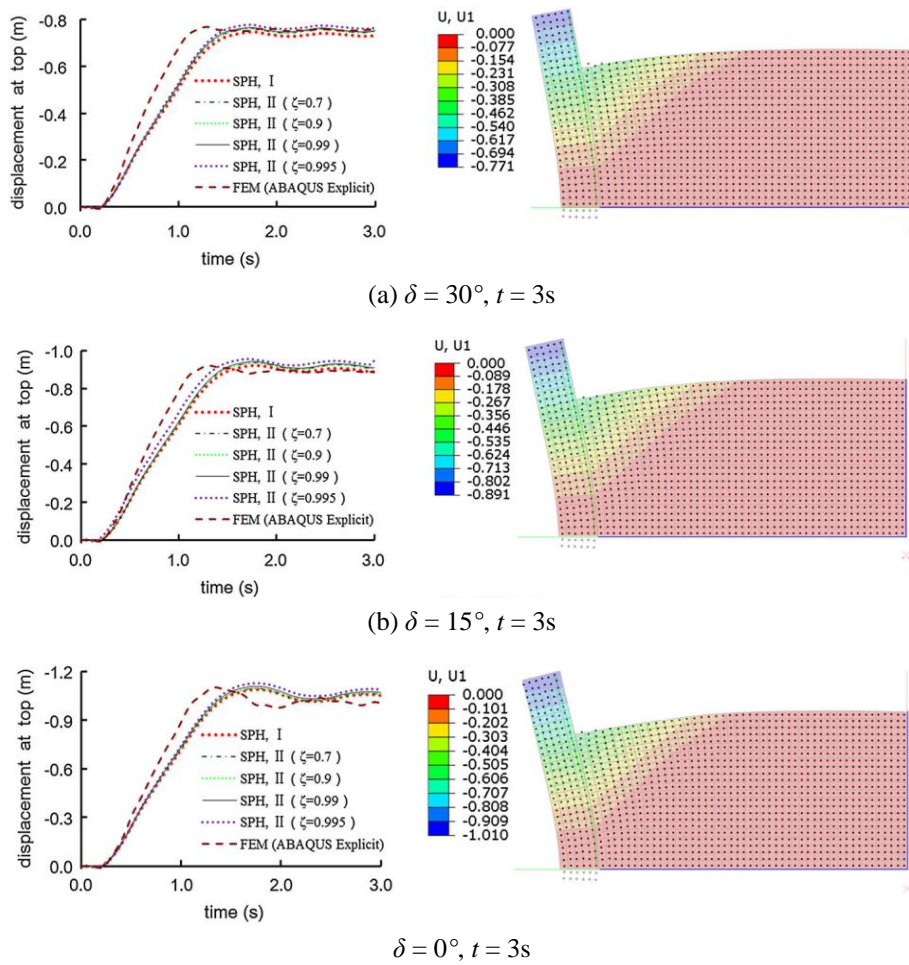 -0.8
-0.6
-0.4
-0.2
0.0
displacement at top (m)
SPH, I
SPH, II ( ζ=0.7 )
SPH, II ( ζ=0.9 )
SPH, II ( ζ=0.99 )
SPH, II ( ζ=0.995 )
FEM (ABAQUS Explicit)
0.0 1.0 2.0 3.0
time (s)
U, U1
0.000
-0.077
-0.154
-0.231
-0.308
-0.385
-0.462
-0.540
-0.617
-0.694
-0.771
(a) δ = 30°, t = 3s
-1.0
-0.8
-0.6
-0.4
-0.2
0.0
displacement at top (m)
SPH, I
SPH, II ( ζ=0.7 )
SPH, II ( ζ=0.9 )
SPH, II ( ζ=0.99 )
SPH, II ( ζ=0.995 )
FEM (ABAQUS Explicit)
0.0 1.0 2.0 3.0
time (s)
U, U1
0.000
-0.089
-0.178
-0.267
-0.356
-0.446
-0.535
-0.624
-0.713
-0.802
-0.891
(b) δ = 15°, t = 3s
-1.2
-0.9
-0.6
-0.3
0.0
displacement at top (m)
SPH, I
SPH, II ( ζ=0.7 )
SPH, II ( ζ=0.9 )
SPH, II ( ζ=0.99 )
SPH, II ( ζ=0.995 )
FEM (ABAQUS Explicit)
0.0 1.0 2.0 3.0
time (s)
U, U1
0.000
-0.101
-0.202
-0.303
-0.404
-0.505
-0.606
-0.707
-0.808
-0.909
-1.010
δ = 0°, t = 3s